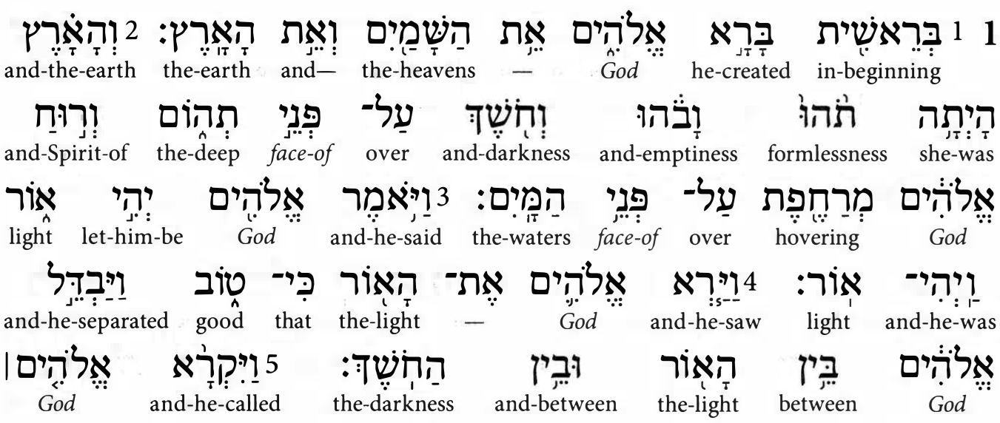 1 1 בְּרֵאשִׁ֖ית בָּרָ֣א אֱלֹהִ֑ים אֵ֥ת הַשָּׁמַ֖יִם וְאֵ֥ת הָאָֽרֶץ׃ 2 וְהָאָ֗רֶץ
and-the-earth the-earth and— the-heavens — God he-created in-beginning
הָיְתָ֥ה תֹ֙הוּ֙ וָבֹ֔הוּ וְחֹ֖שֶׁךְ עַל־ פְּנֵ֣י תְה֑וֹם וְר֣וּחַ
and-Spirit-of the-deep face-of over and-darkness and-emptiness formlessness she-was
אֱלֹהִ֔ים מְרַחֶ֖פֶת עַל־ פְּנֵ֥י הַמָּֽיִם׃ 3 וַיֹּ֥אמֶר אֱלֹהִ֖ים יְהִ֣י א֑וֹר
light let-him-be God and-he-said the-waters face-of over hovering God
וַֽיְהִי־ אֽוֹר׃ 4 וַיַּ֧רְא אֱלֹהִ֛ים אֶת־ הָא֖וֹר כִּי־ ט֑וֹב וַיַּבְדֵּ֣ל
and-he-separated good that the-light — God and-he-saw light and-he-was
אֱלֹהִ֔ים בֵּ֥ין הָא֖וֹר וּבֵ֥ין הַחֹֽשֶׁךְ׃ 5 וַיִּקְרָ֨א אֱלֹהִ֤ים ׀
God and-he-called the-darkness and-between the-light between God